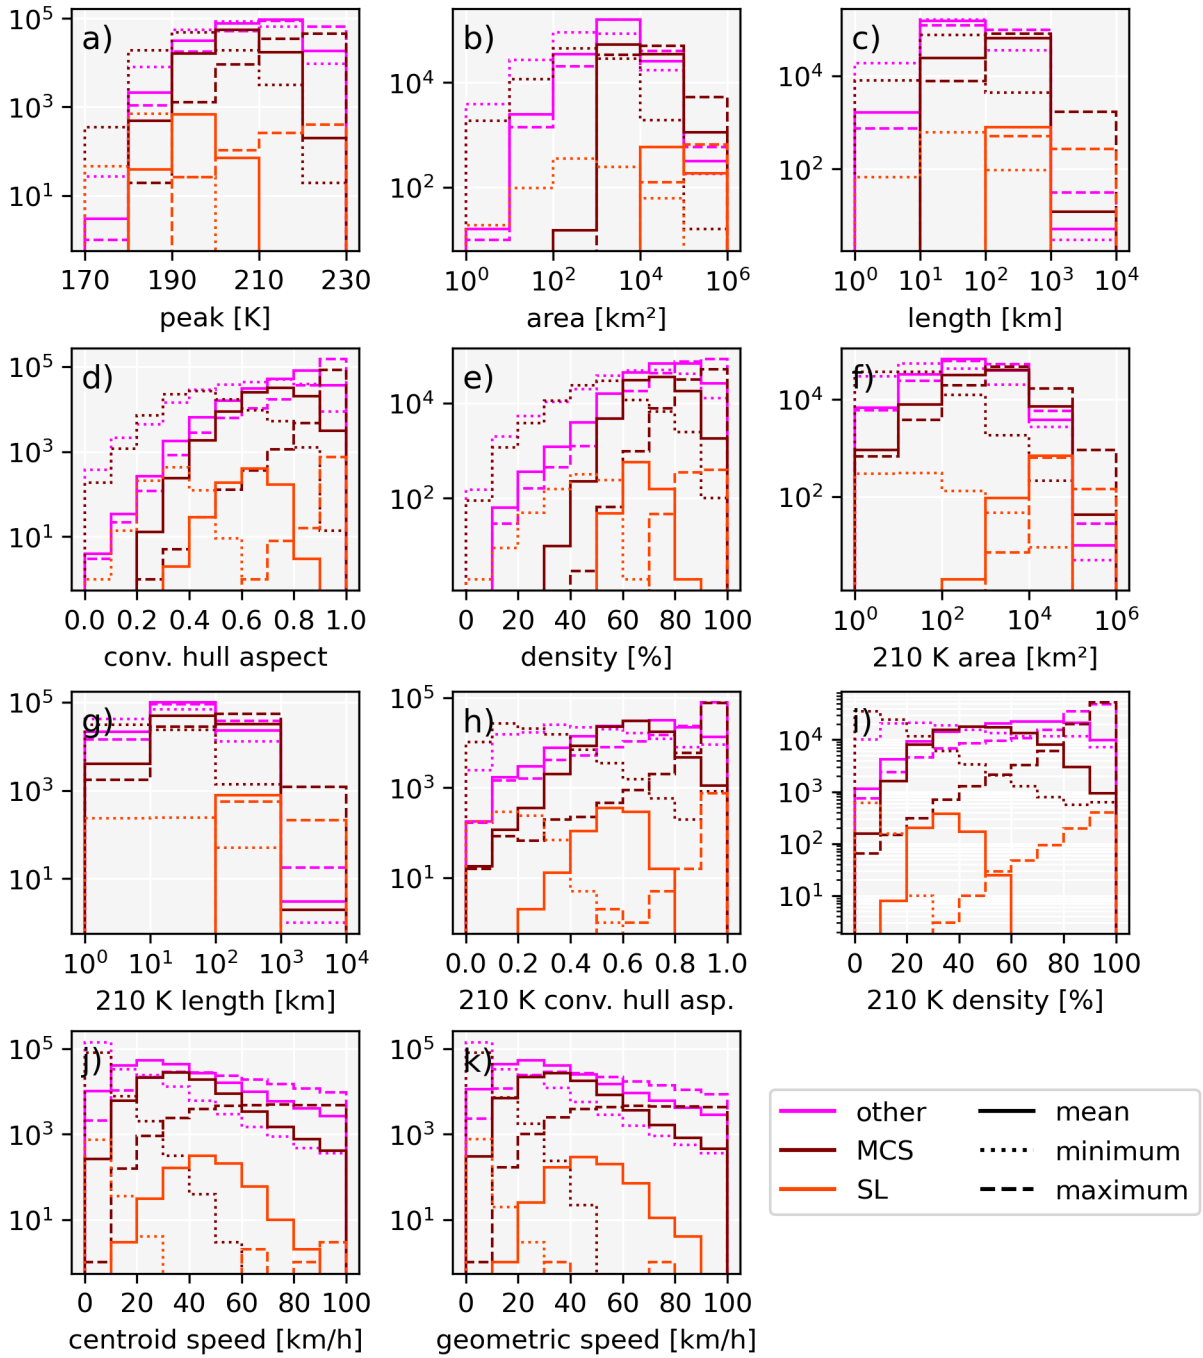 a)
10⁵
10³
10¹
170 190 210 230
peak [K]
b)
10⁴
10²
10⁰ 10² 10⁴ 10⁶
area [km²]
c)
10⁴
10²
10⁰ 10¹ 10² 10³ 10⁴
length [km]
d)
10⁵
10³
10¹
0.0 0.2 0.4 0.6 0.8 1.0
conv. hull aspect
e)
10⁴
10²
0 20 40 60 80 100
density [%]
f)
10⁴
10²
10⁰ 10² 10⁴ 10⁶
210 K area [km²]
g)
10⁵
10³
10¹
10⁰ 10¹ 10² 10³ 10⁴
210 K length [km]
h)
10⁵
10³
10¹
0.0 0.2 0.4 0.6 0.8 1.0
210 K conv. hull asp.
i)
10⁴
10³
10²
10¹
0 20 40 60 80 100
210 K density [%]
j)
10⁵
10³
10¹
0 20 40 60 80 100
centroid speed [km/h]
k)
10⁵
10³
10¹
0 20 40 60 80 100
geometric speed [km/h]
other mean
MCS minimum
SL maximum